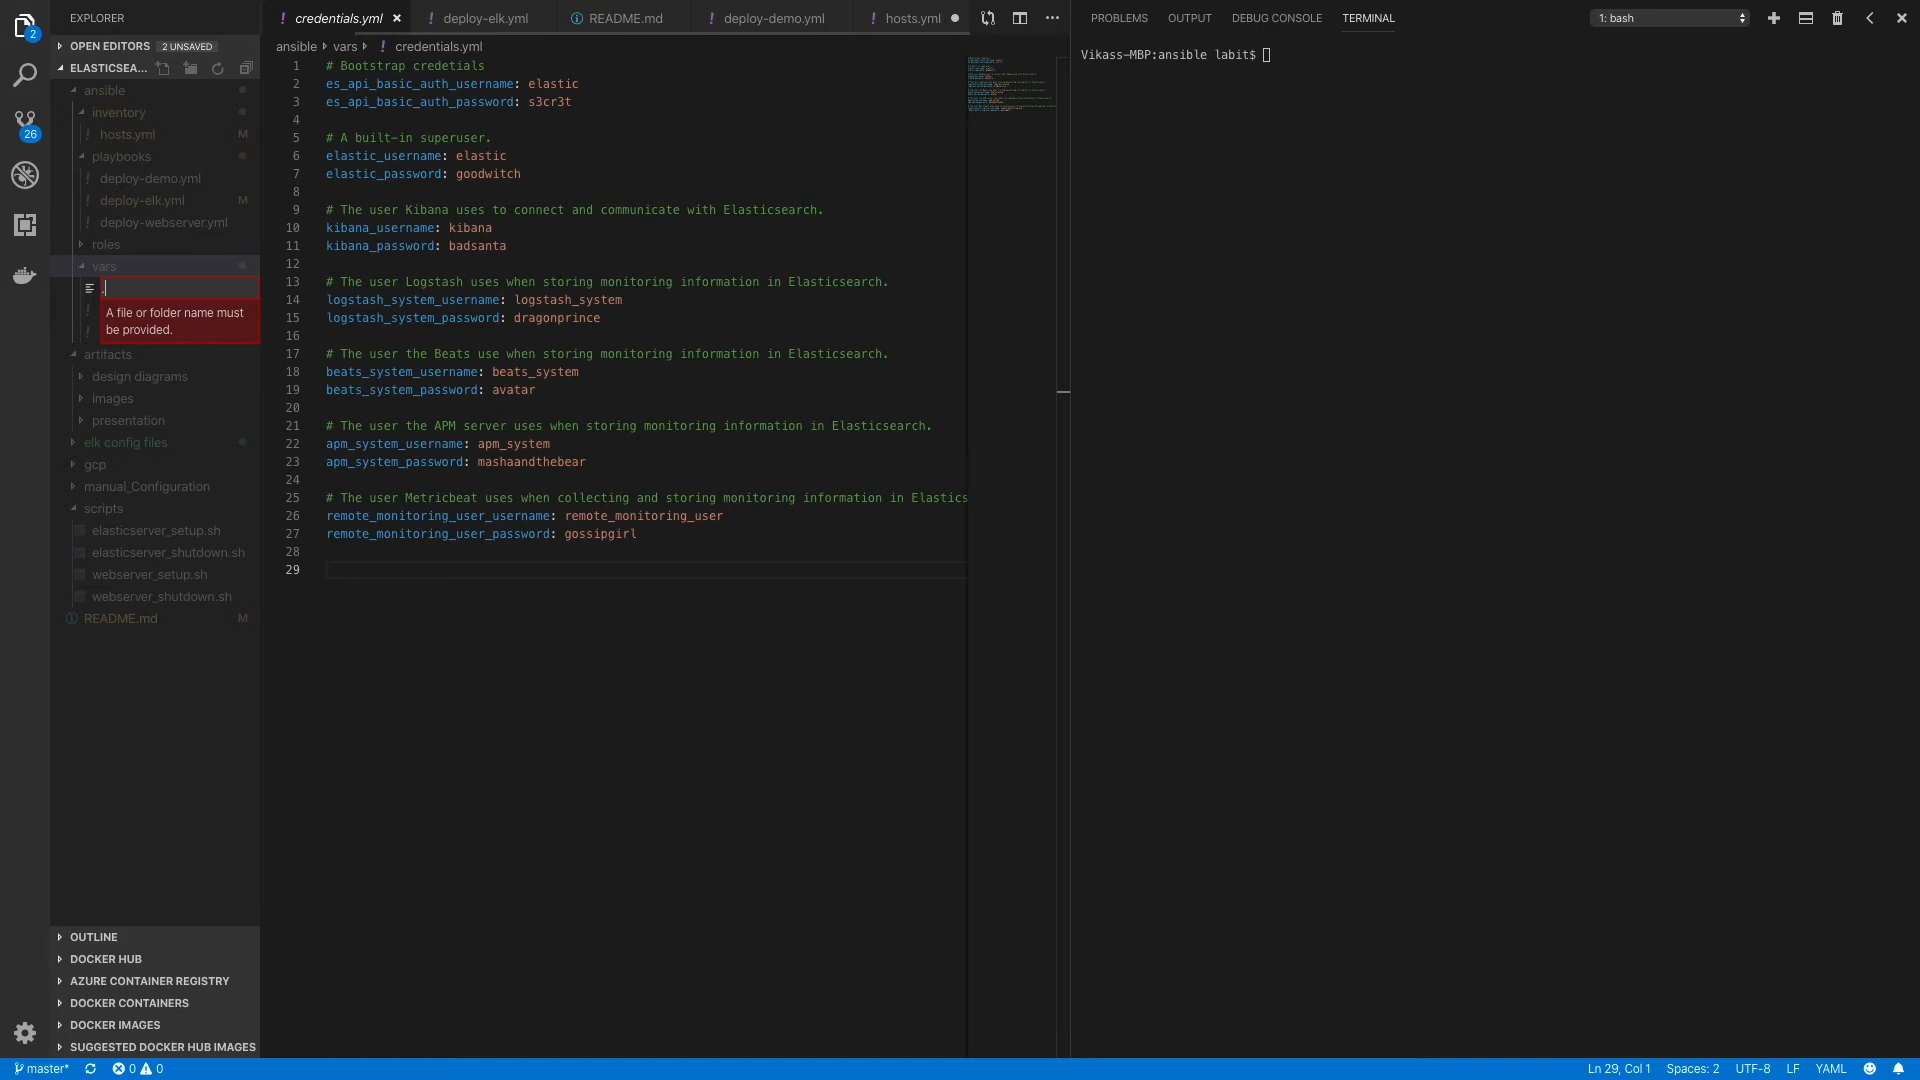 2
26
EXPLORER
OPEN EDITORS 2 UNSAVED
ELASTICSEA...
ansible
inventory
hosts.yml M
playbooks
deploy-demo.yml
deploy-elk.yml M
deploy-webserver.yml
roles
vars
.
A file or folder name must
be provided.
artifacts
design diagrams
images
presentation
elk config files
gcp
manual_Configuration
scripts
elasticserver_setup.sh
elasticserver_shutdown.sh
webserver_setup.sh
webserver_shutdown.sh
README.md M
OUTLINE
DOCKER HUB
AZURE CONTAINER REGISTRY
DOCKER CONTAINERS
DOCKER IMAGES
SUGGESTED DOCKER HUB IMAGES
! credentials.yml ! deploy-elk.yml README.md ! deploy-demo.yml ! hosts.yml
ansible vars ! credentials.yml
1 # Bootstrap credetials
2 es_api_basic_auth_username: elastic
3 es_api_basic_auth_password: s3cr3t
4
5 # A built-in superuser.
6 elastic_username: elastic
7 elastic_password: goodwitch
8
9 # The user Kibana uses to connect and communicate with Elasticsearch.
10 kibana_username: kibana
11 kibana_password: badsanta
12
13 # The user Logstash uses when storing monitoring information in Elasticsearch.
14 logstash_system_username: logstash_system
15 logstash_system_password: dragonprince
16
17 # The user the Beats use when storing monitoring information in Elasticsearch.
18 beats_system_username: beats_system
19 beats_system_password: avatar
20
21 # The user the APM server uses when storing monitoring information in Elasticsearch.
22 apm_system_username: apm_system
23 apm_system_password: mashaandthebear
24
25 # The user Metricbeat uses when collecting and storing monitoring information in Elastics
26 remote_monitoring_user_username: remote_monitoring_user
27 remote_monitoring_user_password: gossipgirl
28
29
PROBLEMS OUTPUT DEBUG CONSOLE TERMINAL 1: bash
Vikass-MBP:ansible labit$
master* 0 0 Ln 29, Col 1 Spaces: 2 UTF-8 LF YAML